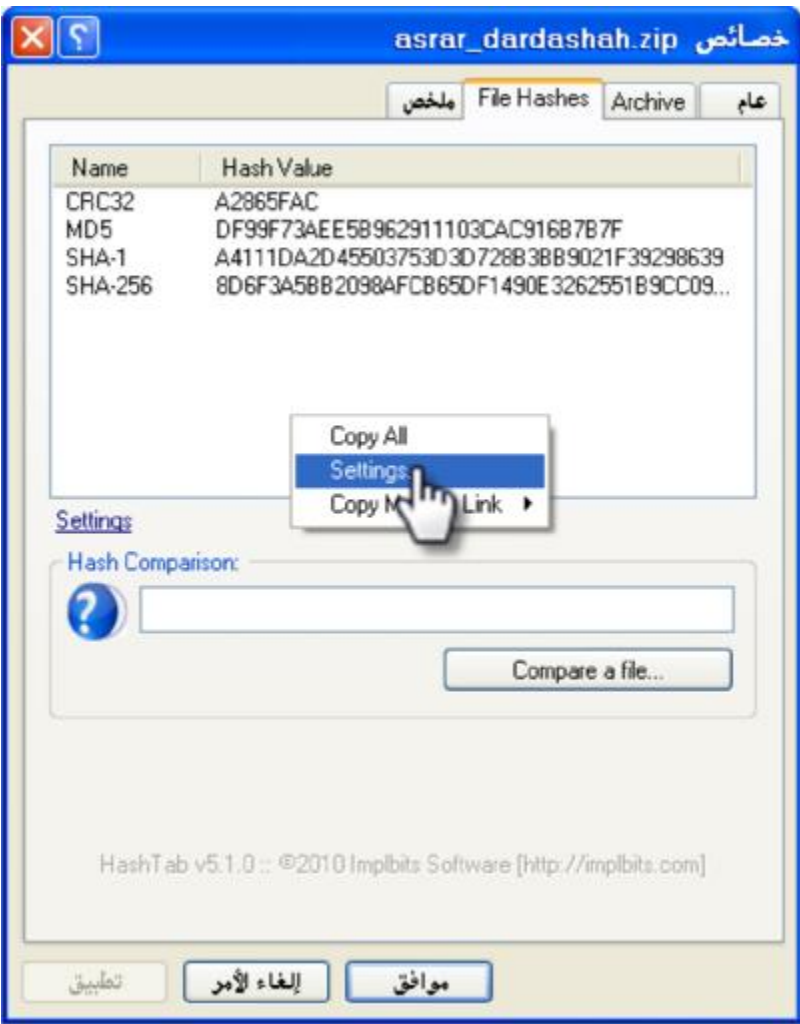 خصائص asrar_dardashah.zip
عام Archive File Hashes ملخص
Name Hash Value
CRC32 A2865FAC
MD5 DF99F73AEE5B962911103CAC916B7B7F
SHA-1 A4111DA2D45503753D3D728B3BB9021F39298639
SHA-256 8D6F3A5BB2098AFCB65DF1490E3262551B9CC09...
Copy All
Settings
Copy Link
Settings
Hash Comparison:
Compare a file...
HashTab v5.1.0 :: ©2010 Implbits Software [http://implbits.com]
موافق إلغاء الأمر تطبيق